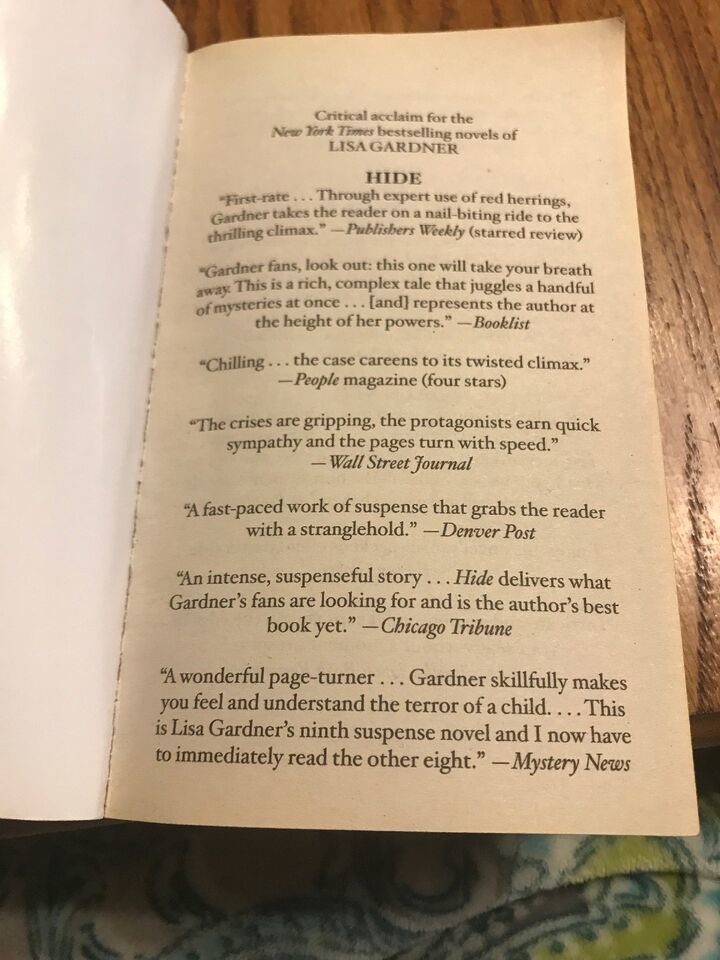 Critical acclaim for the
New York Times bestselling novels of
LISA GARDNER
HIDE
“First-rate . . . Through expert use of red herrings,
Gardner takes the reader on a nail-biting ride to the
thrilling climax.” —Publishers Weekly (starred review)
“Gardner fans, look out: this one will take your breath
away. This is a rich, complex tale that juggles a handful
of mysteries at once . . . [and] represents the author at
the height of her powers.” —Booklist
“Chilling . . . the case careens to its twisted climax.”
—People magazine (four stars)
“The crises are gripping, the protagonists earn quick
sympathy and the pages turn with speed.”
—Wall Street Journal
“A fast-paced work of suspense that grabs the reader
with a stranglehold.” —Denver Post
“An intense, suspenseful story . . . Hide delivers what
Gardner’s fans are looking for and is the author’s best
book yet.” —Chicago Tribune
“A wonderful page-turner . . . Gardner skillfully makes
you feel and understand the terror of a child. . . . This
is Lisa Gardner’s ninth suspense novel and I now have
to immediately read the other eight.” —Mystery News